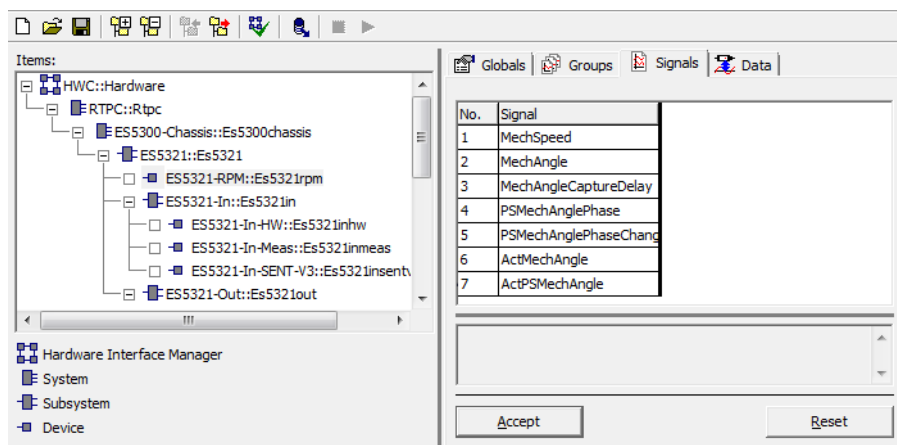 Items:
HWC::Hardware
RTPC::Rtpc
ES5300-Chassis::Es5300chassis
ES5321::Es5321
ES5321-RPM::Es5321rpm
ES5321-In::Es5321in
ES5321-In-HW::Es5321inhw
ES5321-In-Meas::Es5321inmeas
ES5321-In-SENT-V3::Es5321insentv
ES5321-Out::Es5321out
Hardware Interface Manager
System
Subsystem
Device
Globals Groups Signals Data
No. Signal
1 MechSpeed
2 MechAngle
3 MechAngleCaptureDelay
4 PSMechAnglePhase
5 PSMechAnglePhaseChang
6 ActMechAngle
7 ActPSMechAngle
Accept Reset